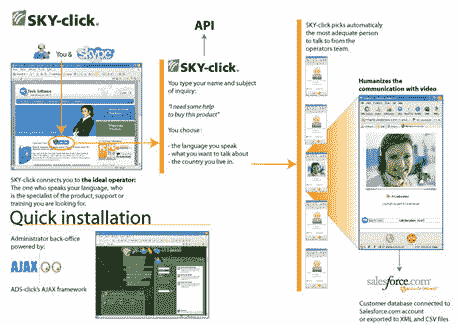 SKY-click.
You & Skype
SKY-click connects you to the ideal operator:
The one who speaks your language, who
is the specialist of the product, support or
training you are looking for.
Quick installation
Administrator back-office
powered by:
AJAX
ADS-click's AJAX framework
API
SKY-click.
You type your name and subject
of inquiry:
"I need some help
to buy this product"
You choose :
- the language you speak
- what you want to talk about
- the country you live in.
SKY-click picks automaticaly
the most adequate person
to talk to from the
operators team.
Humanizes the
communication with video
salesforce.com
Customer database connected to
Salesforce.com account
or exported to XML and CSV files